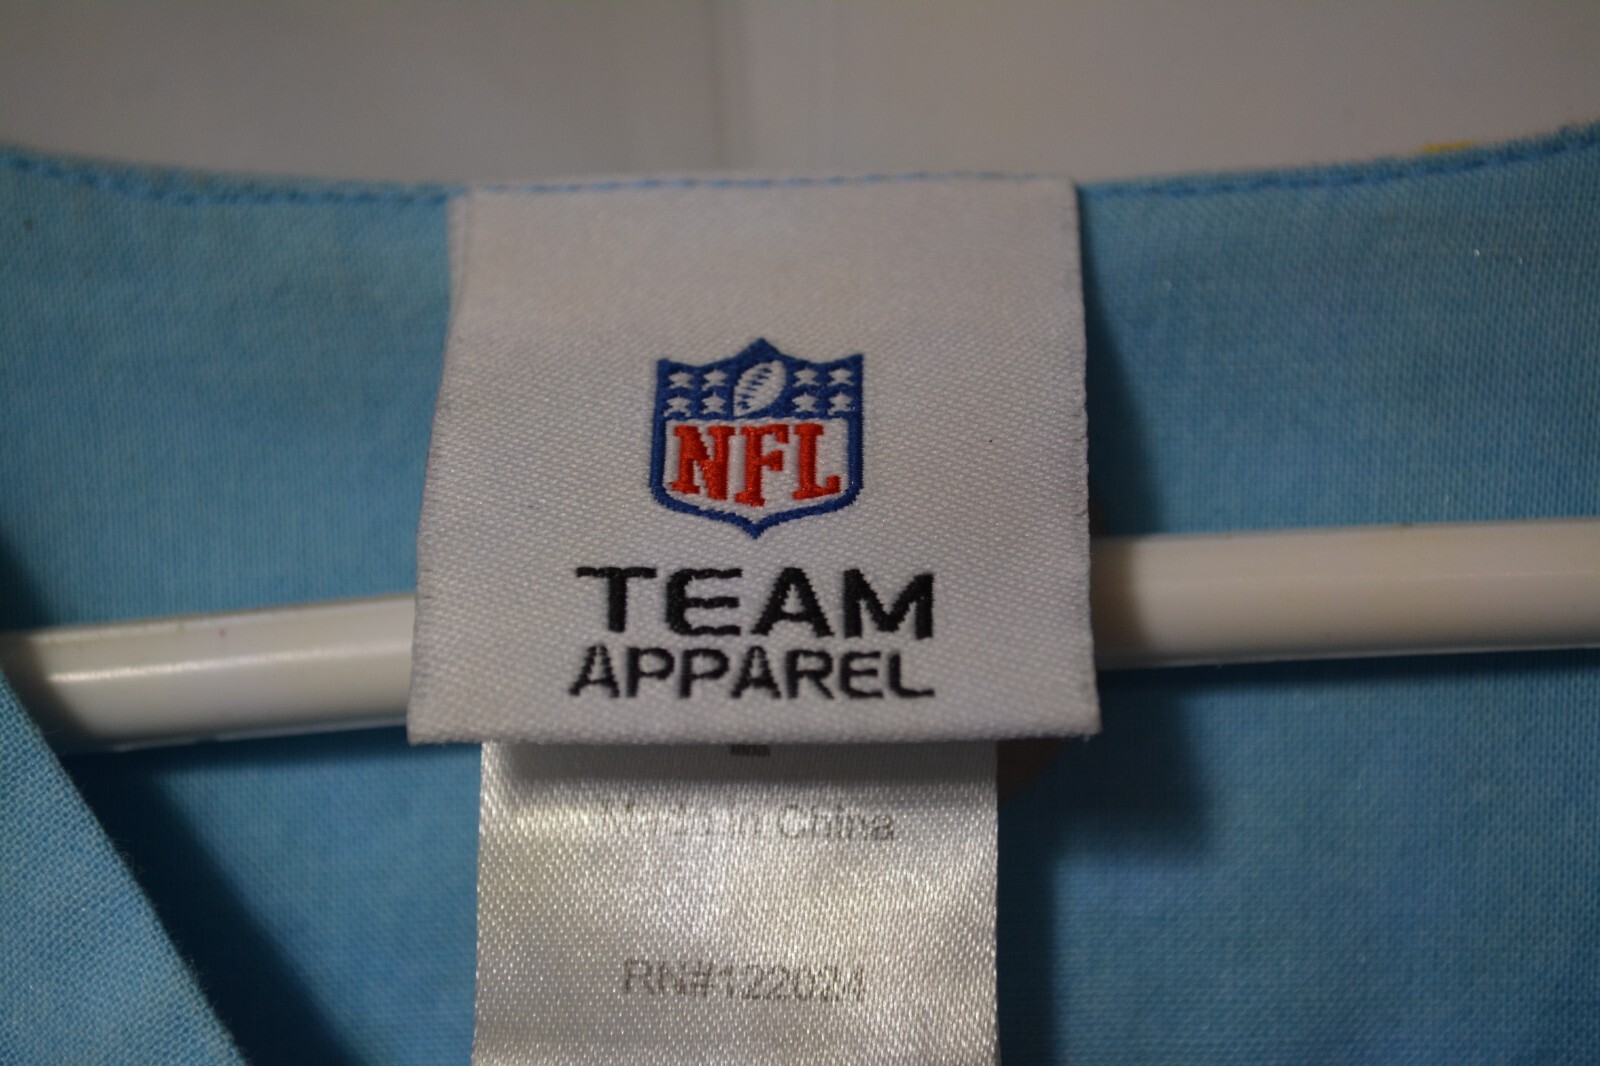 NFL
TEAM
APPAREL
Made in China
RN#122024